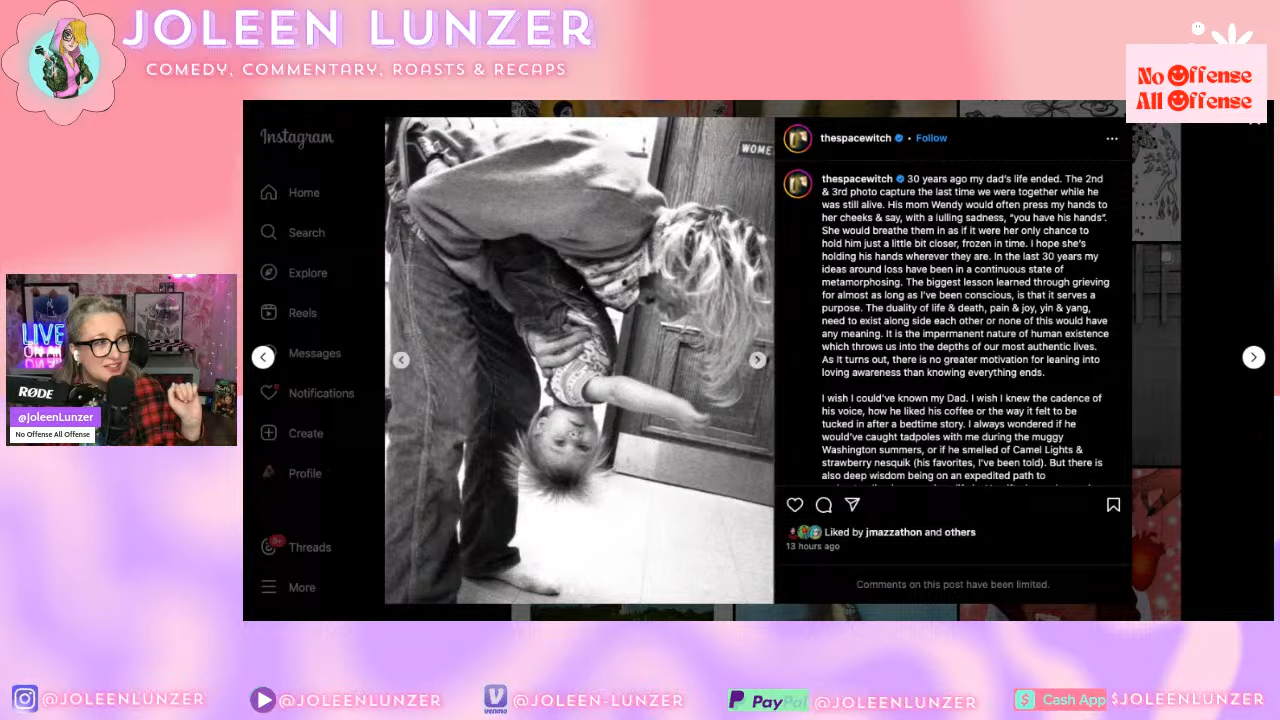 JOLEEN LUNZER
COMEDY, COMMENTARY, ROASTS & RECAPS
No Offense
All Offense
Instagram
Home
Search
Explore
Reels
Messages
Notifications
Create
Profile
9+
Threads
More
WOME
thespacewitch • Follow
thespacewitch 30 years ago my dad's life ended. The 2nd
& 3rd photo capture the last time we were together while he
was still alive. His mom Wendy would often press my hands to
her cheeks & say, with a lulling sadness, "you have his hands".
She would breathe them in as if it were her only chance to
hold him just a little bit closer, frozen in time. I hope she's
holding his hands wherever they are. In the last 30 years my
ideas around loss have been in a continuous state of
metamorphosing. The biggest lesson learned through grieving
for almost as long as I've been conscious, is that it serves a
purpose. The duality of life & death, pain & joy, yin & yang,
need to exist along side each other or none of this would have
any meaning. It is the impermanent nature of human existence
which throws us into the depths of our most authentic lives.
As It turns out, there is no greater motivation for leaning into
loving awareness than knowing everything ends.
I wish I could've known my Dad. I wish I knew the cadence of
his voice, how he liked his coffee or the way it felt to be
tucked in after a bedtime story. I always wondered if he
would've caught tadpoles with me during the muggy
Washington summers, or if he smelled of Camel Lights &
strawberry nesquik (his favorites, I've been told). But there is
also deep wisdom being on an expedited path to
Liked by jmazzathon and others
13 hours ago
Comments on this post have been limited.
LIVE
ON AIR
RØDE
@JoleenLunzer
No Offense All Offense
@JOLEENLUNZER
@JOLEENLUNZER
venmo
@JOLEEN-LUNZER
PayPal
@JOLEENLUNZER
Cash App
$JOLEENLUNZER